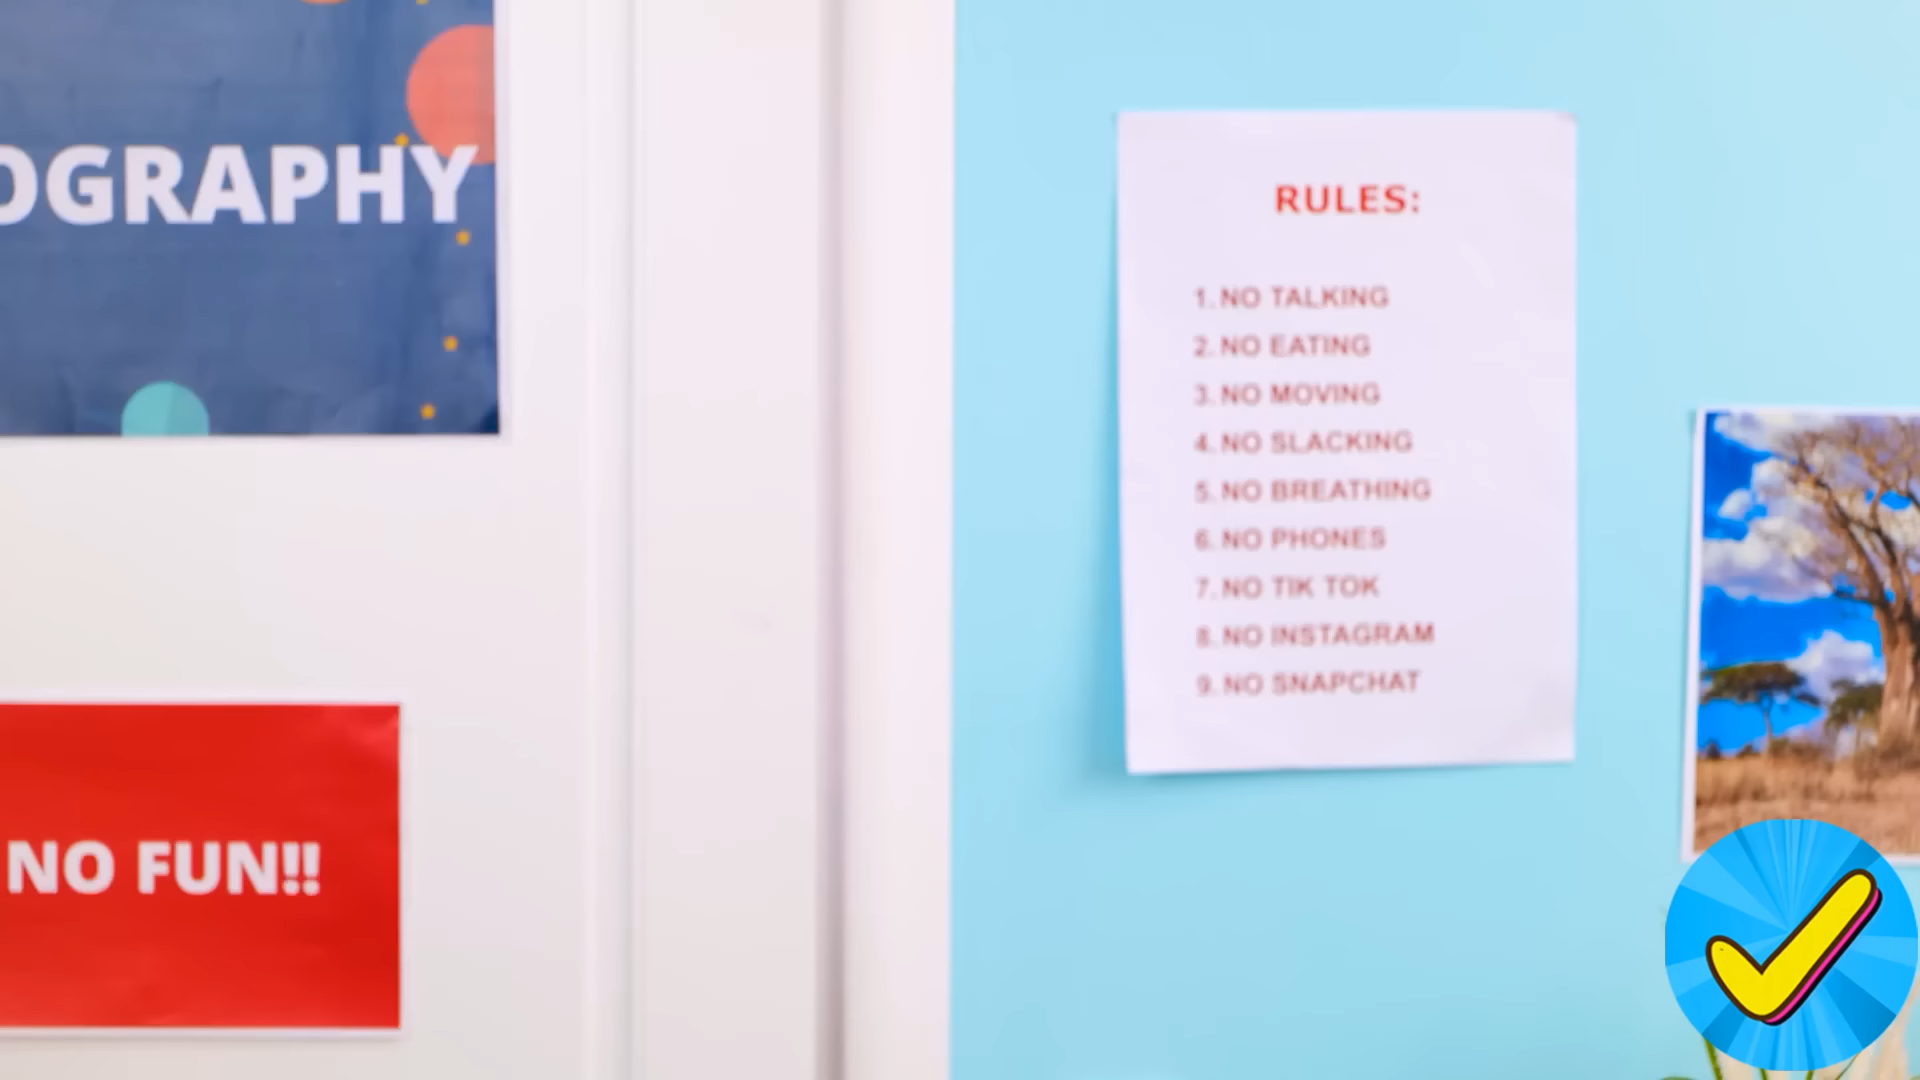 OGRAPHY
NO FUN!!
RULES:
1. NO TALKING
2. NO EATING
3. NO MOVING
4. NO SLACKING
5. NO BREATHING
6. NO PHONES
7. NO TIK TOK
8. NO INSTAGRAM
9. NO SNAPCHAT